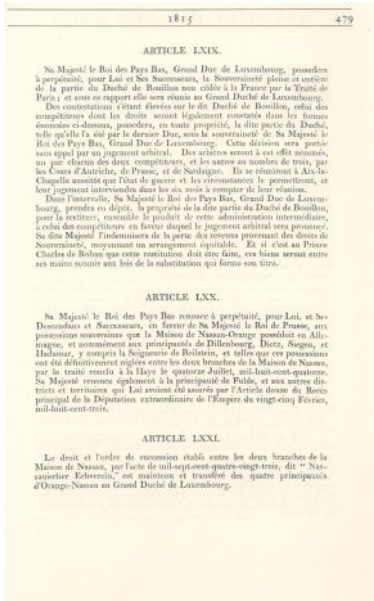 1815
479
ARTICLE LXIX.
Sa Majesté le Roi des Pays Bas, Grand Duc de Luxembourg, possedera
à perpétuité, pour Lui et Ses Successeurs, la Souveraineté pleine et entière
de la partie du Duché de Bouillon non cédée à la France par la Traité de
Paris; et sous ce rapport elle sera réunie au Grand Duché de Luxembourg.
Des contestations s'étant élevées sur le dit Duché de Bouillon, celui des
compétiteurs dont les droits seront légalement constatés dans les formes
énoncées ci-dessous, possedera, en toute propriété, la dite partie du Duché,
telle qu'elle l'a été par le dernier Duc, sous la souveraineté de Sa Majesté le
Roi des Pays Bas, Grand Duc de Luxembourg. Cette décision sera portée
sans appel par un jugement arbitral. Des arbitres seront à cet effet nommés,
un par chacun des deux compétiteurs, et les autres au nombre de trois, par
les Cours d'Autriche, de Prusse, et de Sardaigne. Ils se réuniront à Aix-la-
Chapelle aussitôt que l'état de guerre et les circonstances le permettront, et
leur jugement interviendra dans les six mois à compter de leur réunion.
Dans l'intervalle, Sa Majesté le Roi des Pays Bas, Grand Duc de Luxem-
bourg, prendra en dépôt, la propriété de la dite partie du Duché de Bouillon,
pour la restituer, ensemble le produit de cette administration intermédiaire,
à celui des compétiteurs en faveur duquel le jugement arbitral sera prononcé.
Sa dite Majesté l'indemnisera de la perte des revenus provenant des droits de
Souveraineté, moyennant un arrangement équitable. Et si c'est au Prince
Charles de Rohan que cette restitution doit être faite, ces biens seront entre
ses mains soumis aux lois de la substitution qui forme son titre.
ARTICLE LXX.
Sa Majesté le Roi des Pays Bas renonce à perpétuité, pour Lui, et Ses
Descendans et Successeurs, en faveur de Sa Majesté le Roi de Prusse, aux
possessions souveraines que la Maison de Nassau-Orange possédoit en Alle-
magne, et nommément aux principautés de Dillenbourg, Dietz, Siegen, et
Hadamar, y compris la Seigneurie de Beilstein, et telles que ces possessions
ont été définitivement réglées entre les deux branches de la Maison de Nassau,
par le traité conclu à la Haye le quatorze Juillet, mil-huit-cent-quatorze.
Sa Majesté renonce également à la principauté de Fulde, et aux autres dis-
tricts et territoires qui Lui avoient été assurés par l'Article douze du Recès
principal de la Députation extraordinaire de l'Empire du vingt-cinq Février,
mil-huit-cent-trois.
ARTICLE LXXI.
Le droit et l'ordre de succession établi entre les deux branches de la
Maison de Nassau, par l'acte de mil-sept-cent-quatre-vingt-trois, dit " Nas-
sauischer Erbverein," est maintenu et transféré des quatre principautés
d'Orange-Nassau au Grand Duché de Luxembourg.